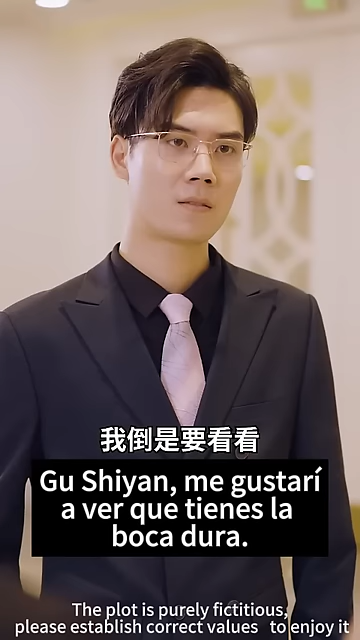 我倒是要看看
Gu Shiyan, me gustarí
a ver que tienes la
boca dura.
The plot is purely fictitious,
please establish correct values to enjoy it